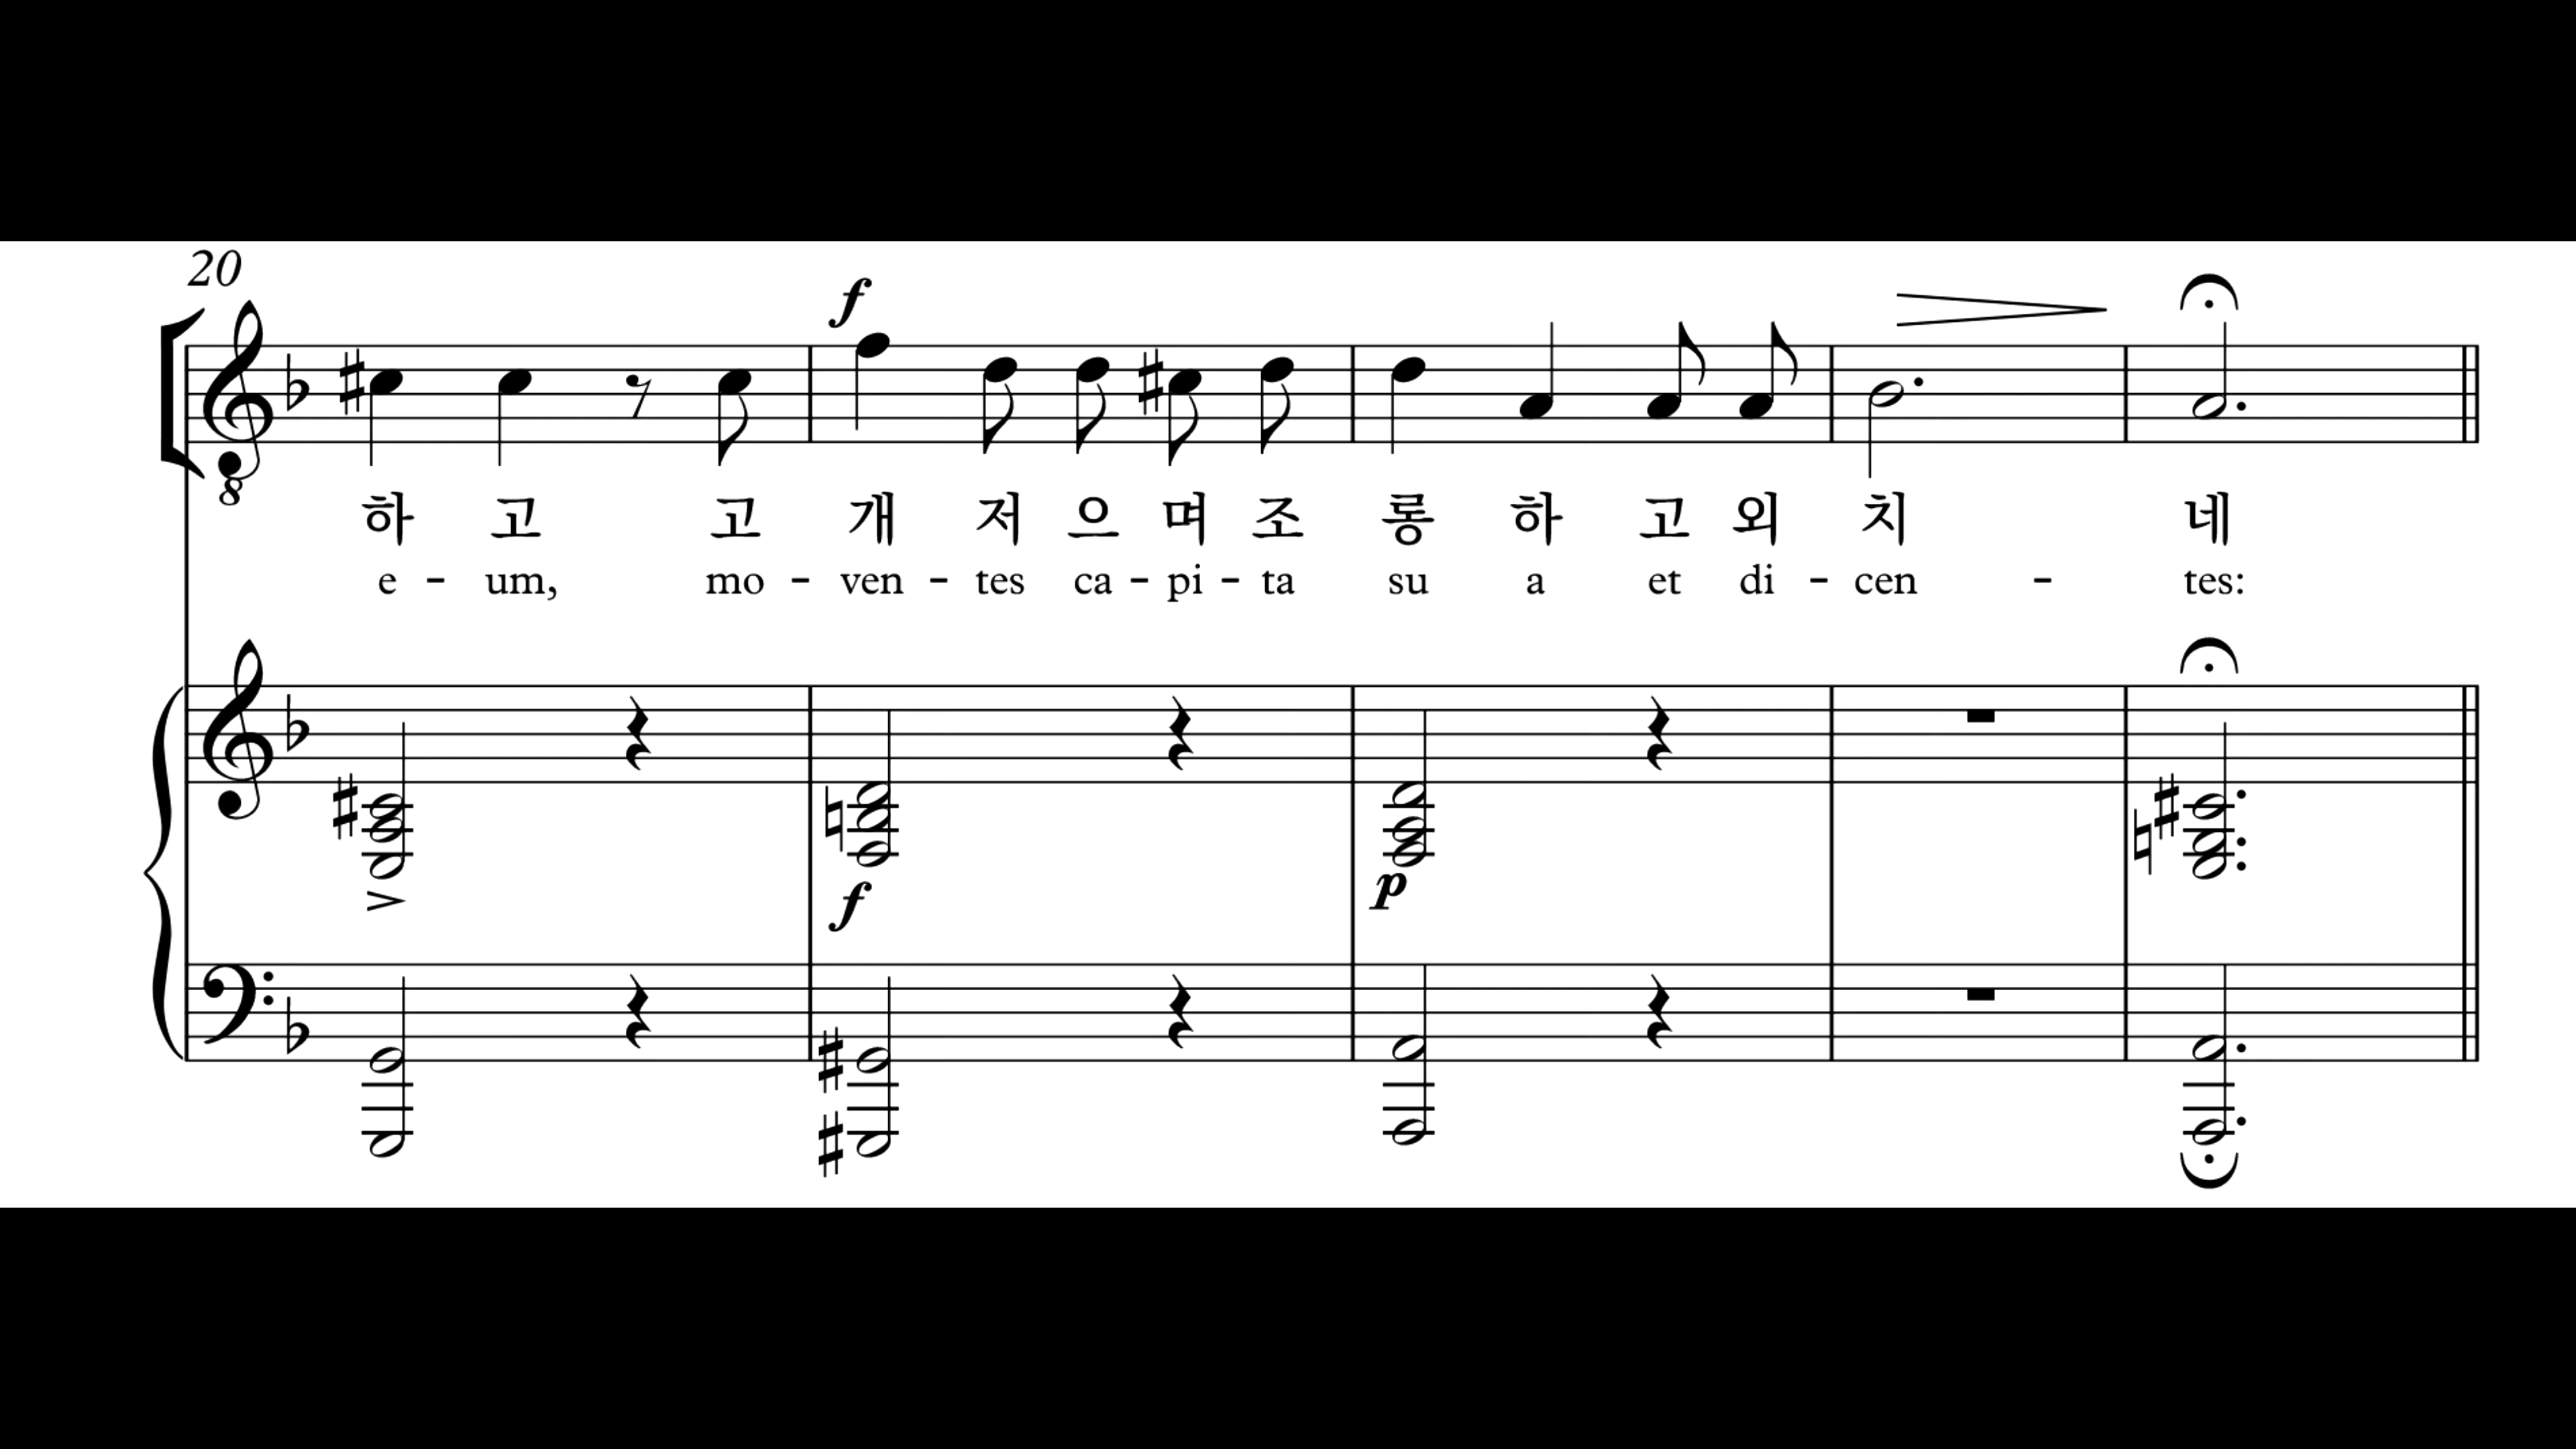 20
f
8
하 고 고 개 저 으 며 조 롱 하 고 외 치 네
e - um, mo - ven - tes ca - pi - ta su a et di - cen - tes:
f p